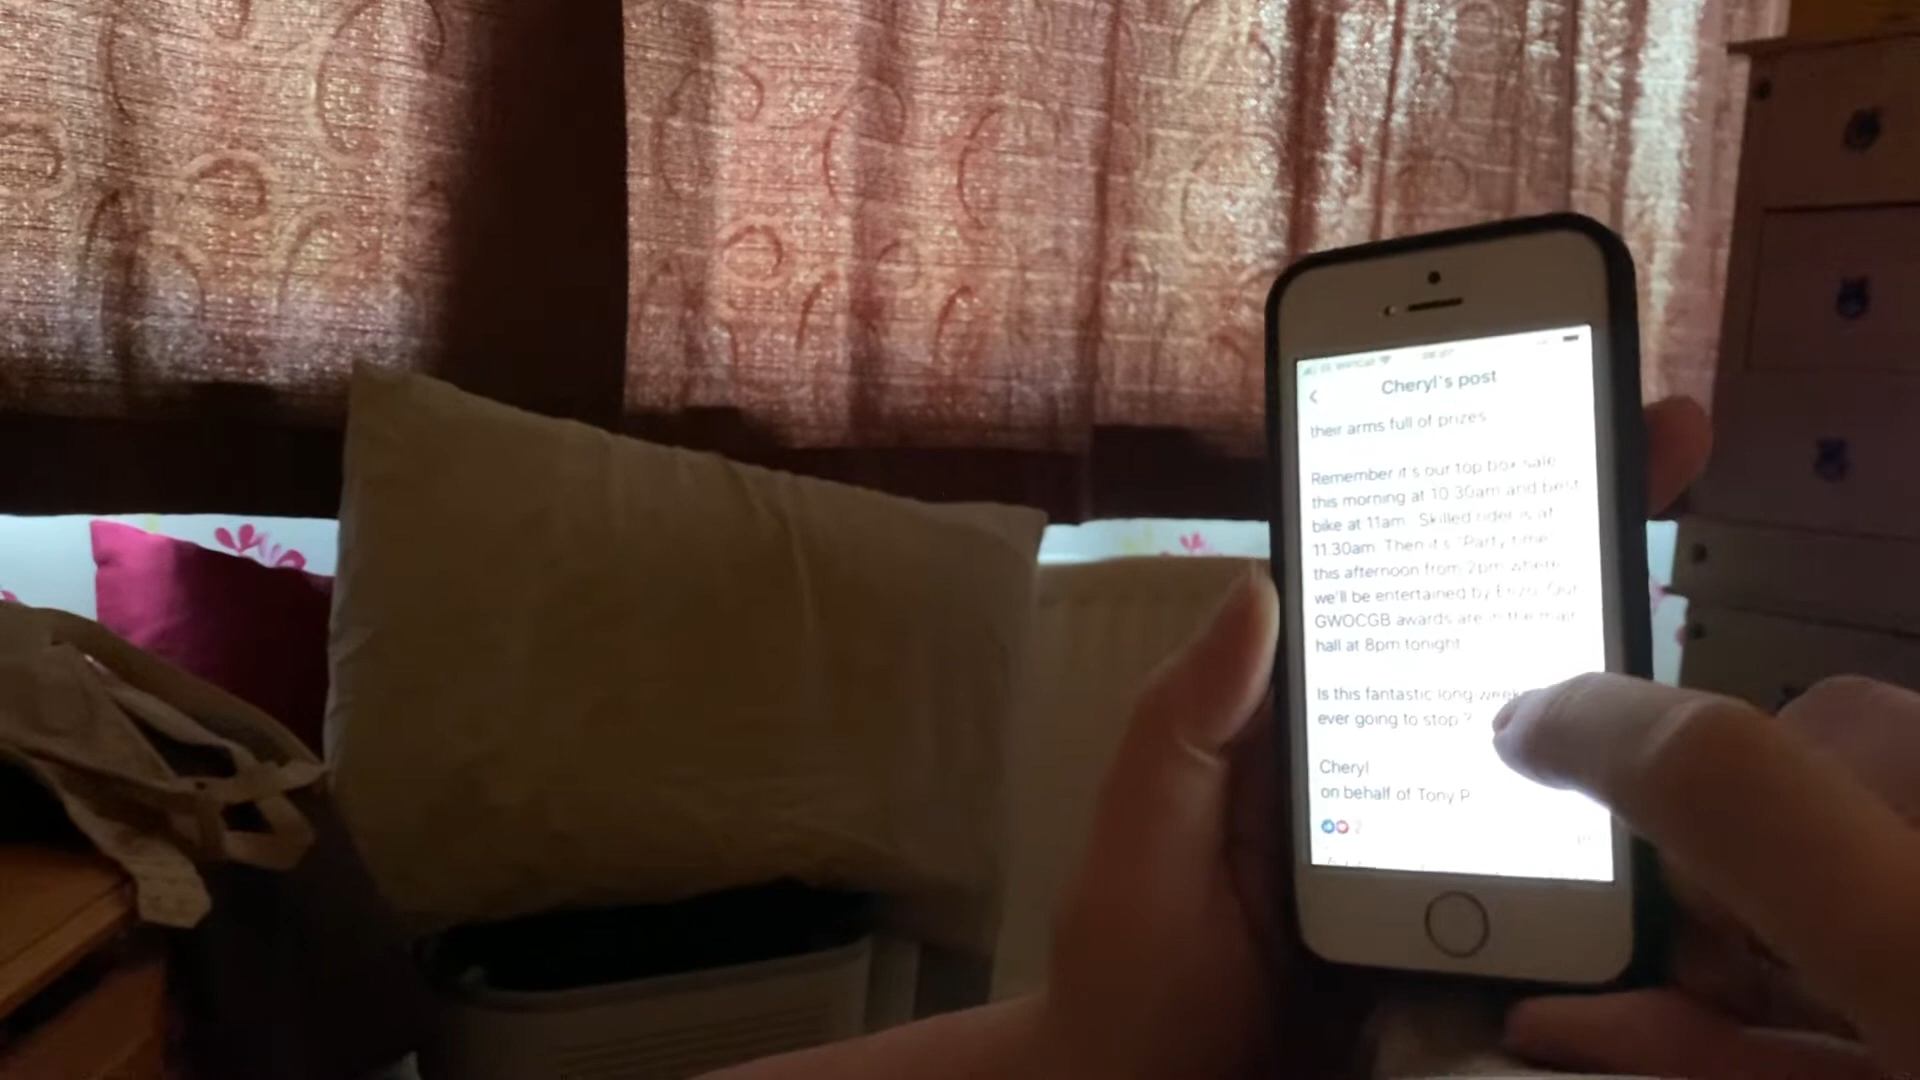 Cheryl's post
their arms full of prizes
Remember it's our top box sale
this morning at 10.30am and best
bike at 11am. Skilled rider is at
11.30am. Then it's "Party time
this afternoon from 2pm where
we'll be entertained by Enzo. Our
GWOCGB awards are in the main
hall at 8pm tonight
Is this fantastic long
ever going to stop ?
Cheryl
on behalf of Tony P
2